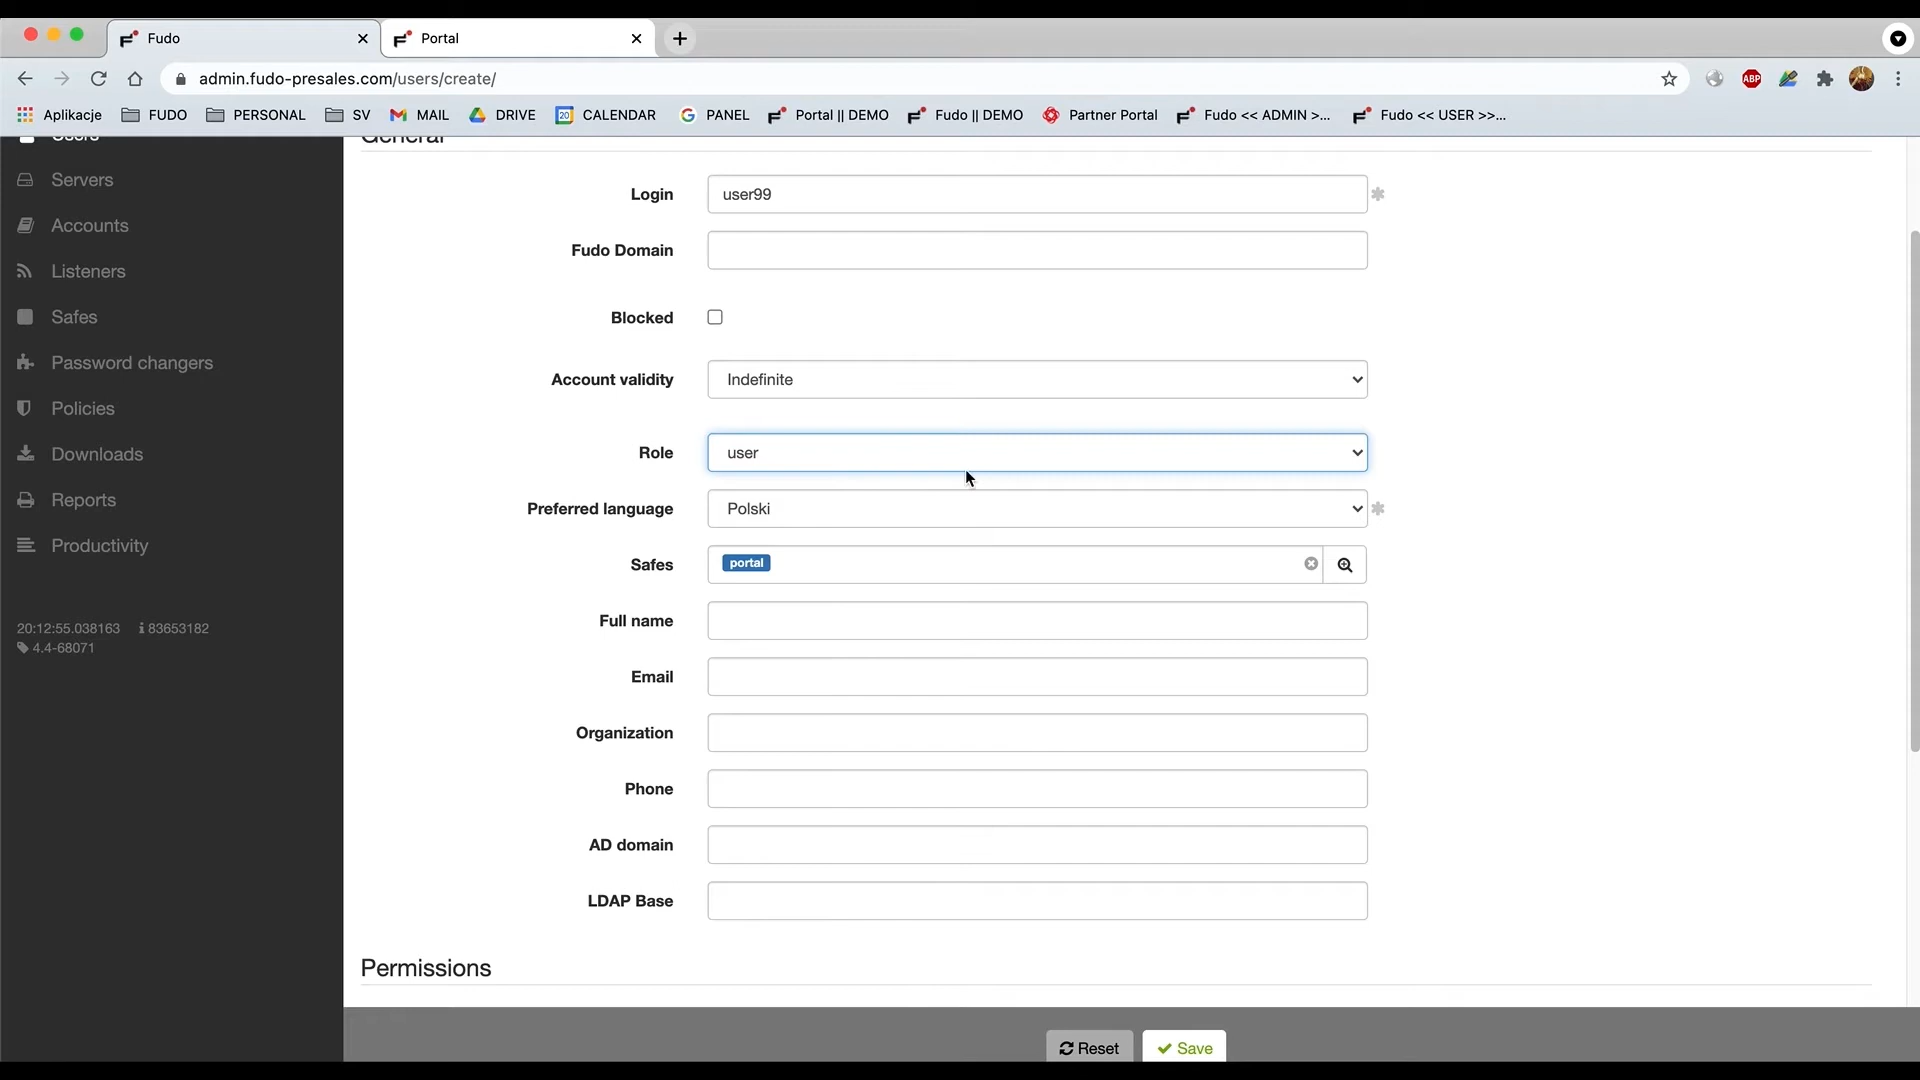 Fudo
Portal
admin.fudo-presales.com/users/create/
ABP
Aplikacje
FUDO
PERSONAL
SV
MAIL
DRIVE
20
CALENDAR
PANEL
Portal || DEMO
Fudo || DEMO
Partner Portal
Fudo << ADMIN >...
Fudo << USER >>...
Users
Servers
Accounts
Listeners
Safes
Password changers
Policies
Downloads
Reports
Productivity
20:12:55.038163 83653182
4.4-68071
General
Login user99
Fudo Domain
Blocked
Account validity Indefinite
Role user
Preferred language Polski
Safes portal
Full name
Email
Organization
Phone
AD domain
LDAP Base
Permissions
Reset Save